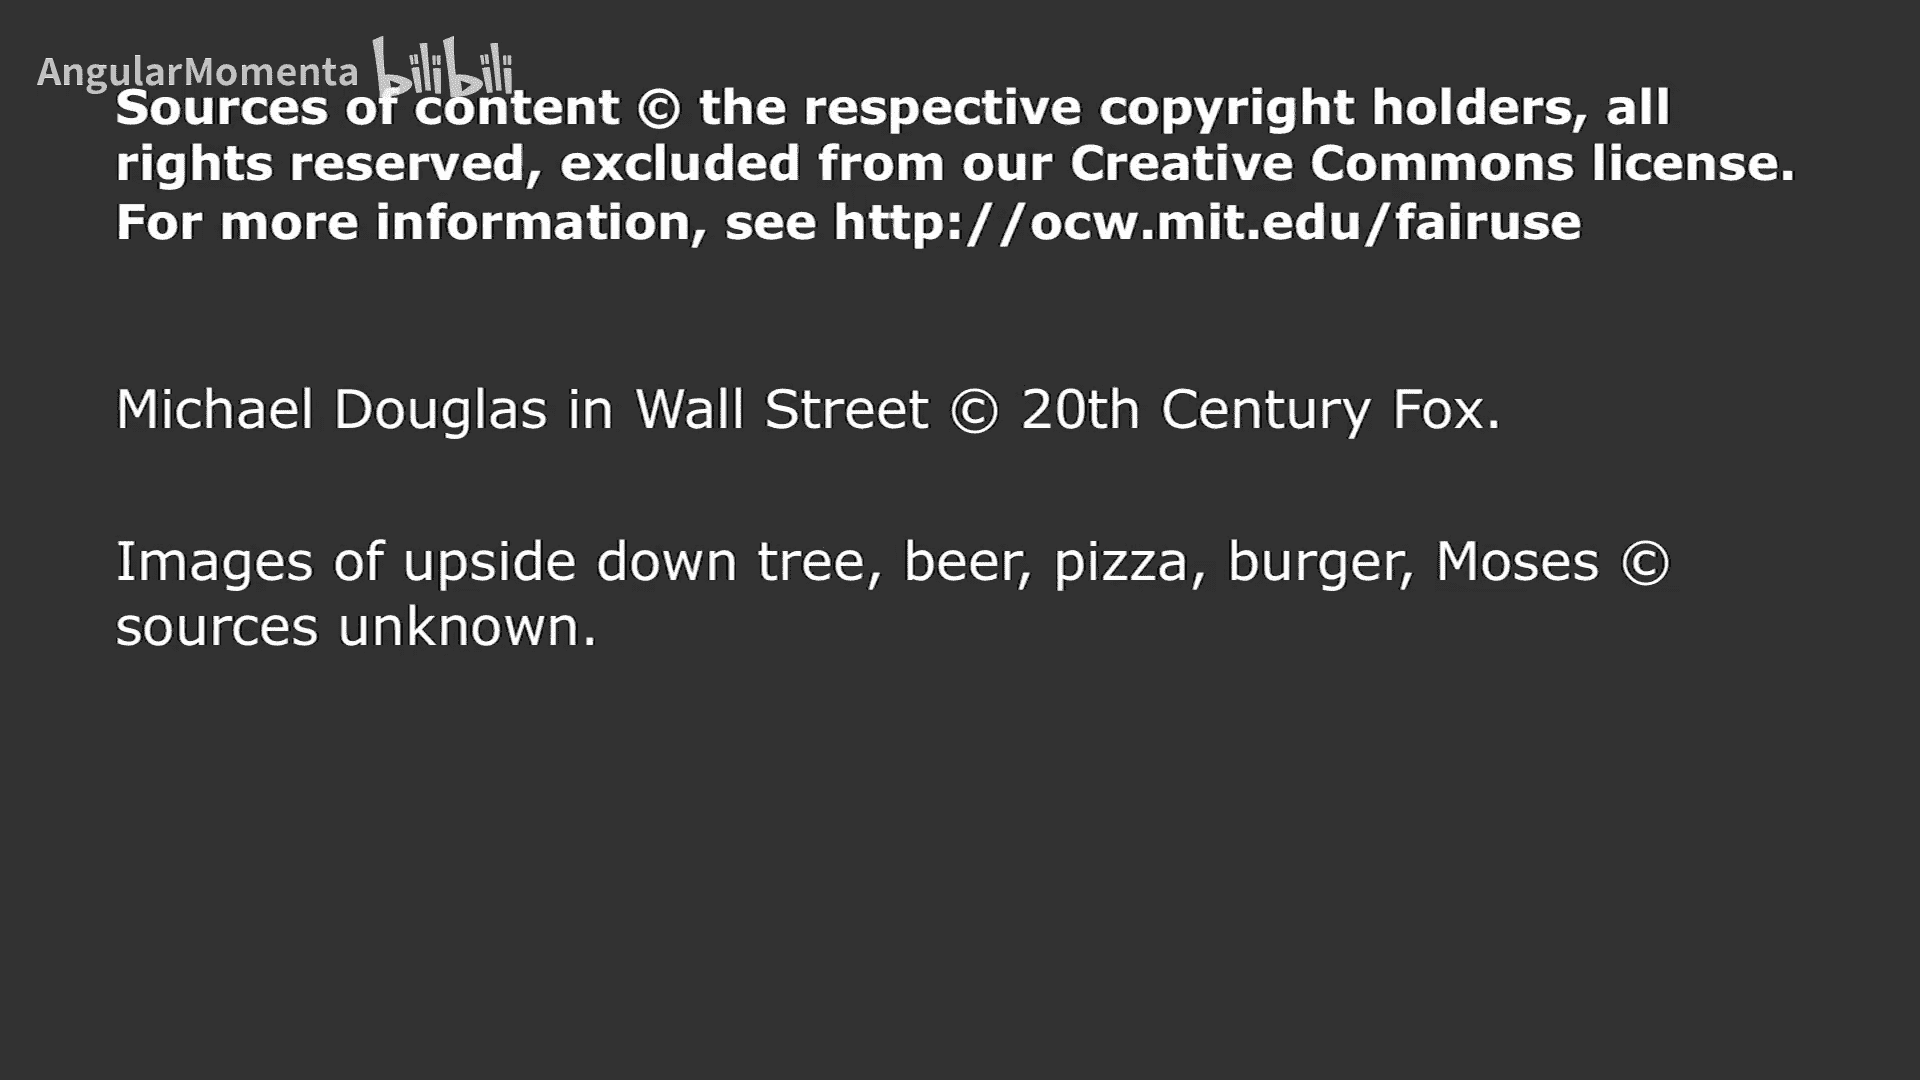 AngularMomenta bilibili
Sources of content © the respective copyright holders, all
rights reserved, excluded from our Creative Commons license.
For more information, see http://ocw.mit.edu/fairuse
Michael Douglas in Wall Street © 20th Century Fox.
Images of upside down tree, beer, pizza, burger, Moses ©
sources unknown.